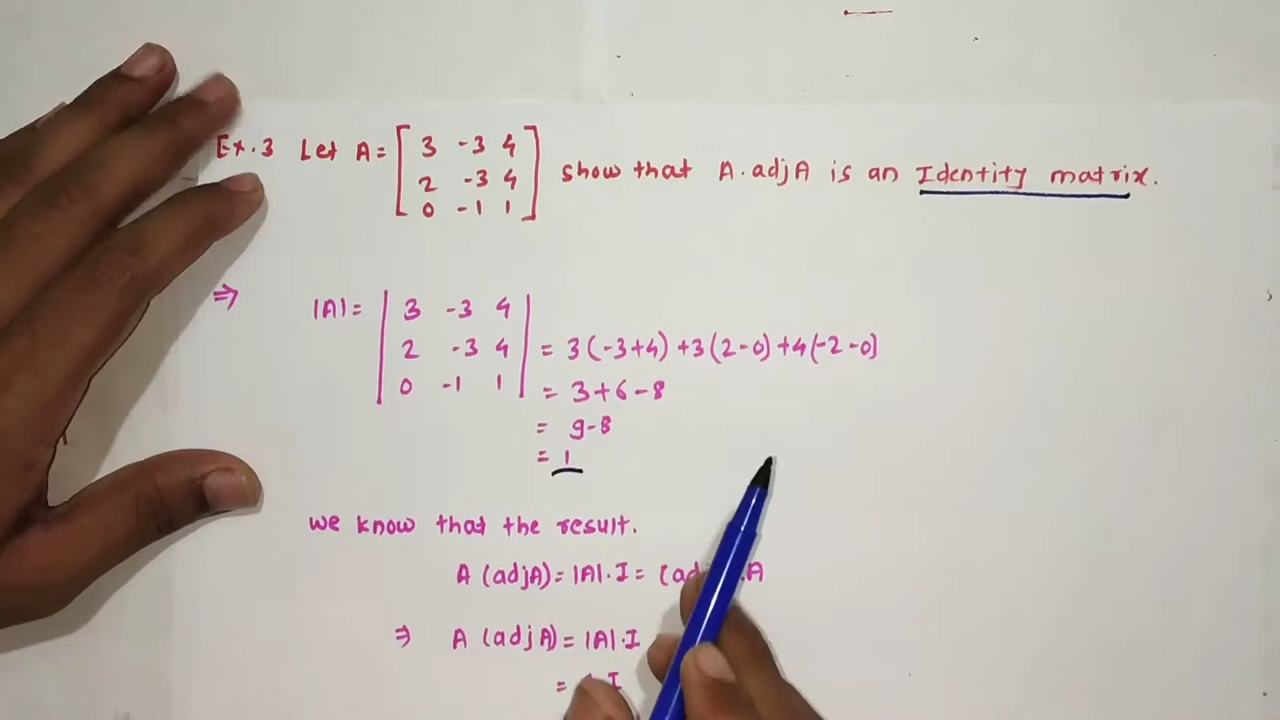 Ex.3 Let A = [ 3 -3 4 ] show that A.adjA is an Identity matrix.
2 -3 4
0 -1 1
⇒ |A| = | 3 -3 4 |
2 -3 4 = 3(-3+4) +3(2-0) +4(-2-0)
0 -1 1 = 3+6-8
= 9-8
= 1
we know that the result.
A (adjA) = |A|.I = .A
⇒ A (adjA) = |A|.I
= I